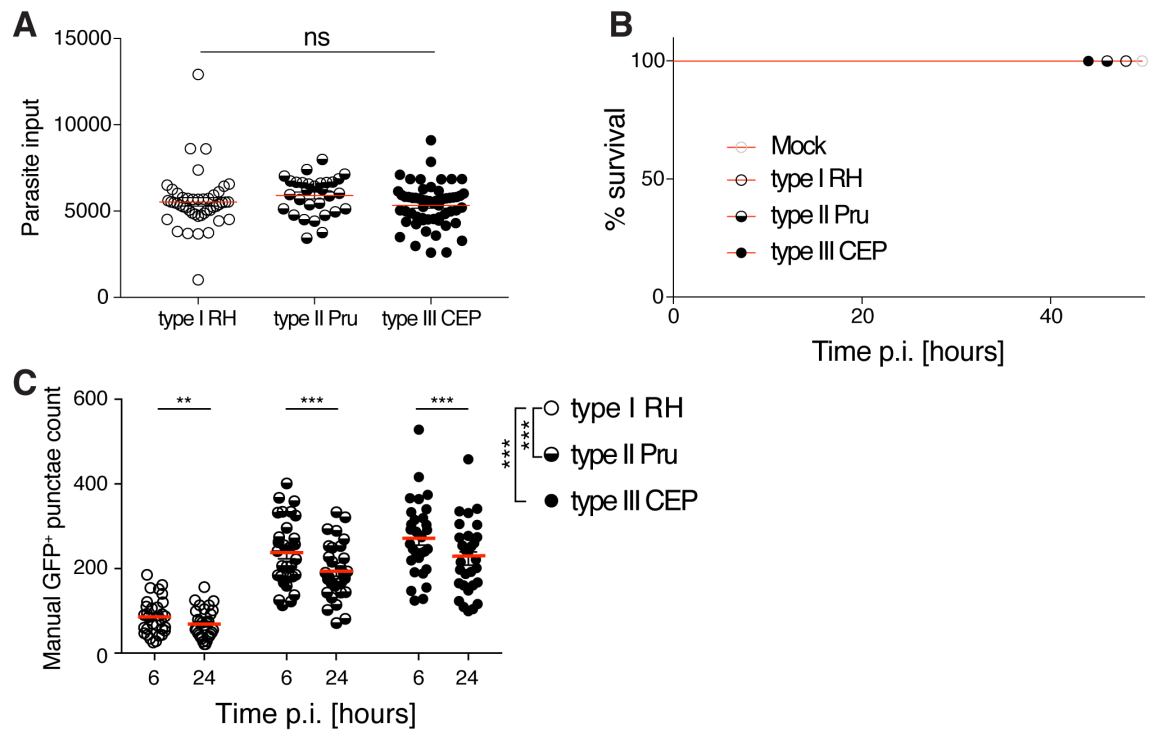 A
15000
10000
5000
0
Parasite input
ns
type I RH
type II Pru
type III CEP
B
100
50
0
% survival
Mock
type I RH
type II Pru
type III CEP
0
20
40
Time p.i. [hours]
C
600
400
200
0
Manual GFP⁺ punctae count
**
***
***
6
24
6
24
6
24
Time p.i. [hours]
***
***
type I RH
type II Pru
type III CEP